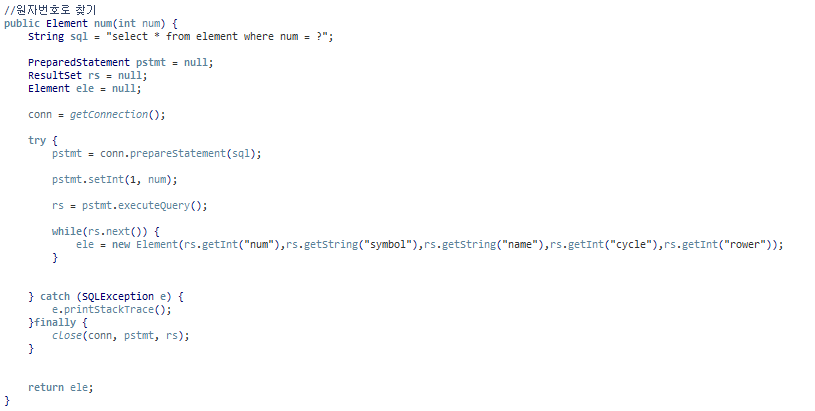 //원자번호로 찾기
public Element num(int num) {
String sql = "select * from element where num = ?";
PreparedStatement pstmt = null;
ResultSet rs = null;
Element ele = null;
conn = getConnection();
try {
pstmt = conn.prepareStatement(sql);
pstmt.setInt(1, num);
rs = pstmt.executeQuery();
while(rs.next()) {
ele = new Element(rs.getInt("num"),rs.getString("symbol"),rs.getString("name"),rs.getInt("cycle"),rs.getInt("rower"));
}
} catch (SQLException e) {
e.printStackTrace();
}finally {
close(conn, pstmt, rs);
}
return ele;
}